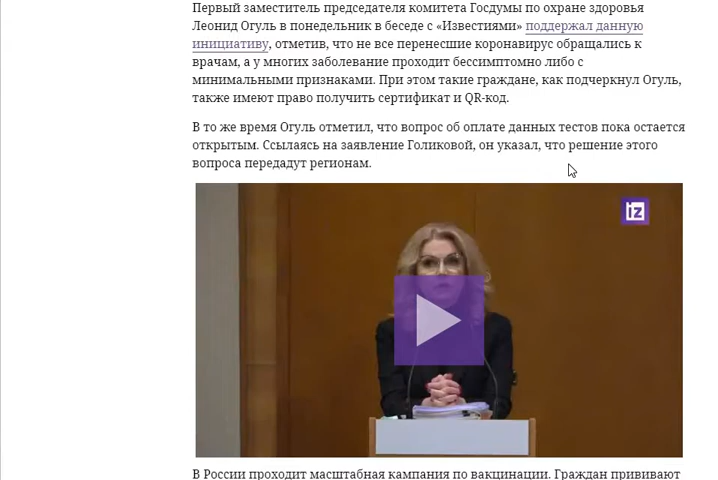 Первый заместитель председателя комитета Госдумы по охране здоровья
Леонид Огуль в понедельник в беседе с «Известиями» поддержал данную
инициативу, отметив, что не все перенесшие коронавирус обращались к
врачам, а у многих заболевание проходит бессимптомно либо с
минимальными признаками. При этом такие граждане, как подчеркнул Огуль,
также имеют право получить сертификат и QR-код.
В то же время Огуль отметил, что вопрос об оплате данных тестов пока остается
открытым. Ссылаясь на заявление Голиковой, он указал, что решение этого
вопроса передадут регионам.
iz
В России проходит масштабная кампания по вакцинации. Граждан прививают